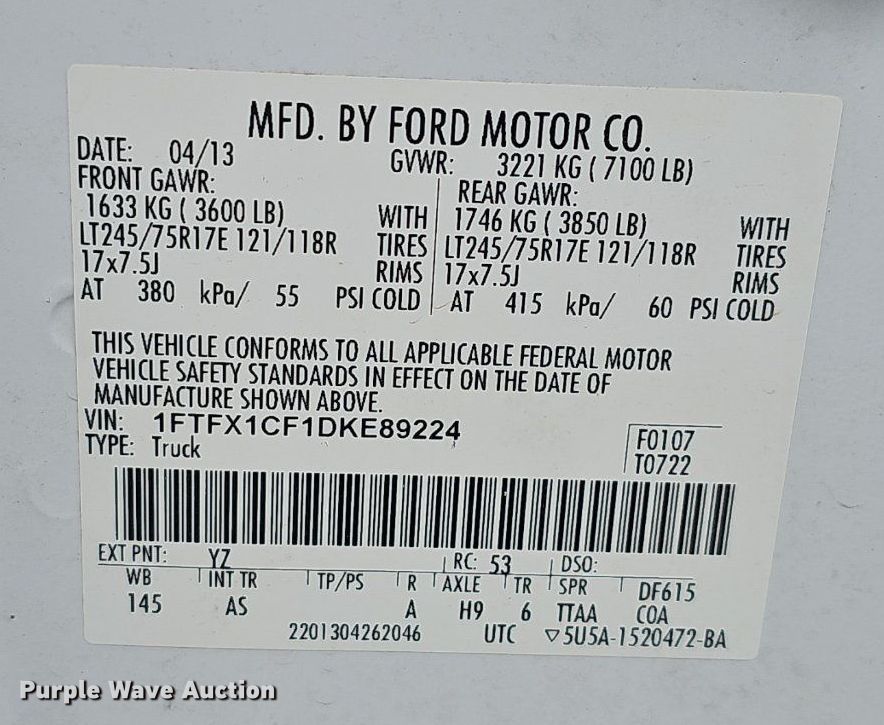 MFD. BY FORD MOTOR CO.
DATE: 04/13 GVWR: 3221 KG ( 7100 LB)
FRONT GAWR: REAR GAWR:
1633 KG ( 3600 LB) WITH 1746 KG ( 3850 LB) WITH
LT245/75R17E 121/118R TIRES LT245/75R17E 121/118R TIRES
17x7.5J RIMS 17x7.5J RIMS
AT 380 kPa/ 55 PSI COLD AT 415 kPa/ 60 PSI COLD
THIS VEHICLE CONFORMS TO ALL APPLICABLE FEDERAL MOTOR
VEHICLE SAFETY STANDARDS IN EFFECT ON THE DATE OF
MANUFACTURE SHOWN ABOVE.
VIN: 1FTFX1CF1DKE89224
TYPE: Truck
F0107
T0722
EXT PNT: YZ RC: 53 DSO:
WB INT TR TP/PS R AXLE TR SPR DF615
145 AS A H9 6 TTAA COA
2201304262046 UTC ▽5U5A-1520472-BA
Purple Wave Auction